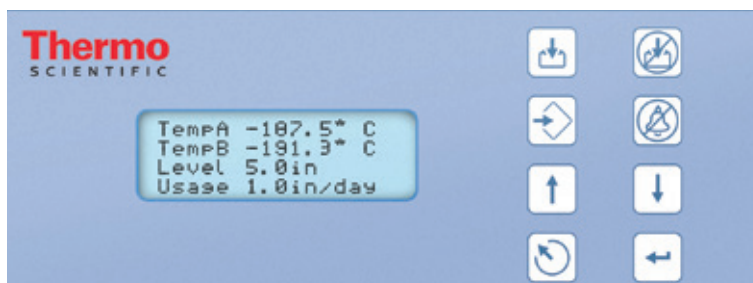 Thermo
SCIENTIFIC
TempA -187.5* C
TempB -191.3* C
Level 5.0in
Usage 1.0in/day